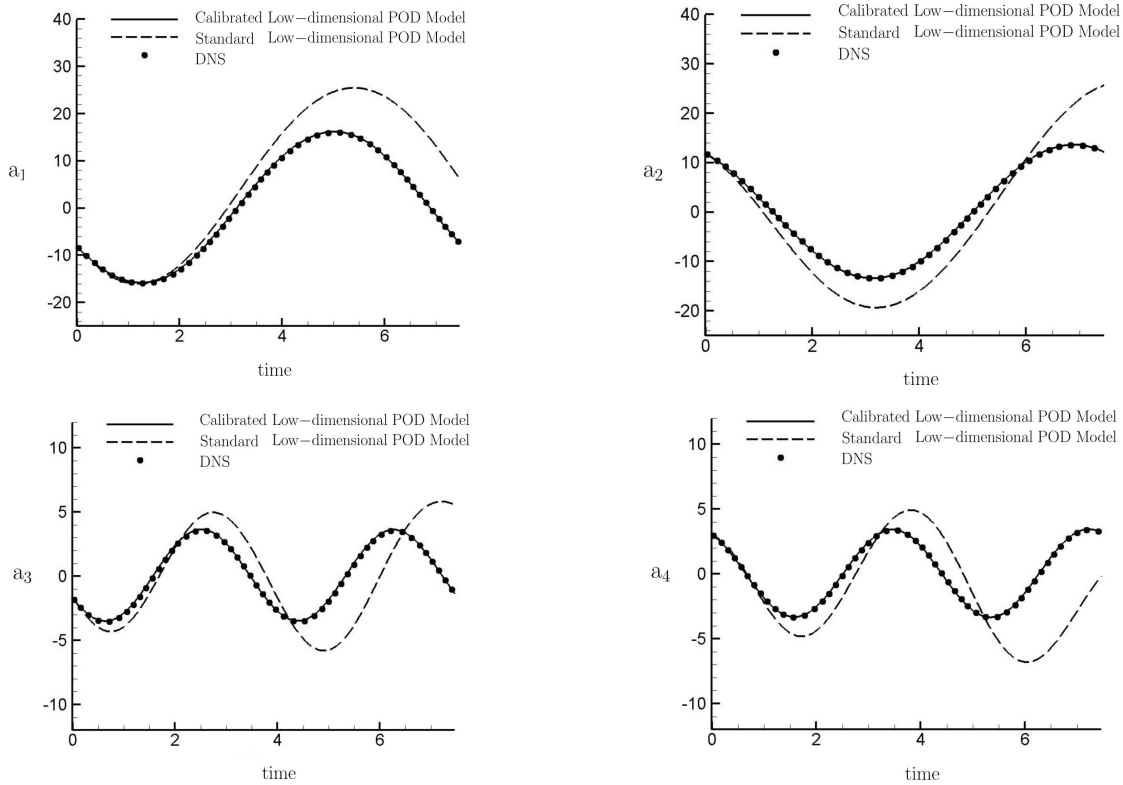 Calibrated Low−dimensional POD Model
Standard Low−dimensional POD Model
DNS
40
30
20
10
0
-10
-20
a1
0 2 4 6
time
Calibrated Low−dimensional POD Model
Standard Low−dimensional POD Model
DNS
40
30
20
10
0
-10
-20
a2
0 2 4 6
time
Calibrated Low−dimensional POD Model
Standard Low−dimensional POD Model
DNS
10
5
0
-5
-10
a3
0 2 4 6
time
Calibrated Low−dimensional POD Model
Standard Low−dimensional POD Model
DNS
10
5
0
-5
-10
a4
0 2 4 6
time